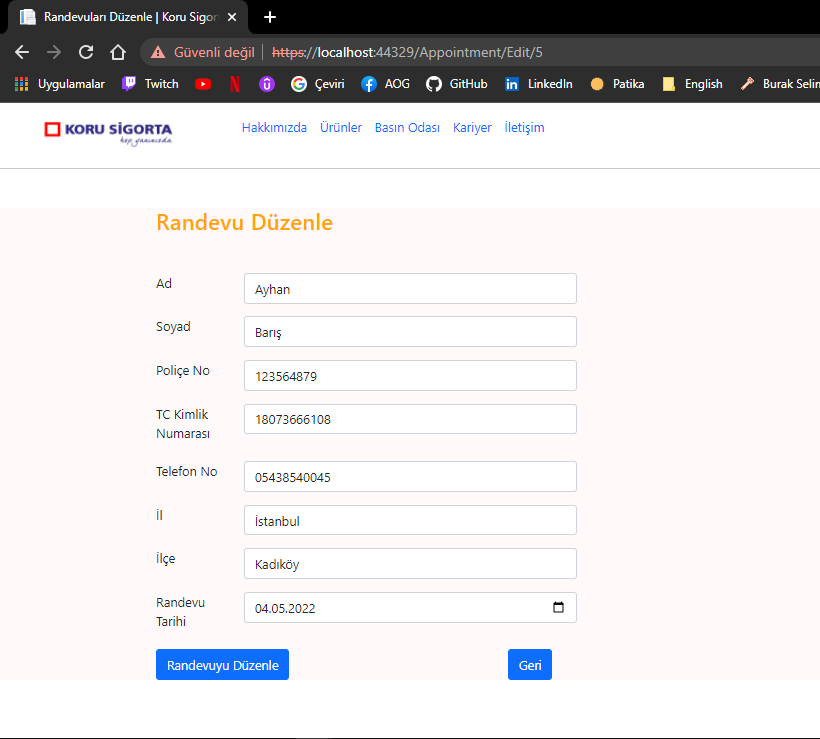 Randevuları Düzenle | Koru Sigor
Güvenli değil https://localhost:44329/Appointment/Edit/5
Uygulamalar Twitch Çeviri AOG GitHub LinkedIn Patika English Burak Selin
KORU SİGORTA Hakkımızda Ürünler Basın Odası Kariyer İletişim
hep yanınızda
Randevu Düzenle
Ad Ayhan
Soyad Barış
Poliçe No 123564879
TC Kimlik Numarası 18073666108
Telefon No 05438540045
İl İstanbul
İlçe Kadıköy
Randevu Tarihi 04.05.2022
Randevuyu Düzenle Geri